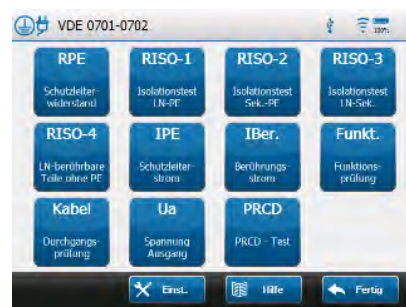 VDE 0701-0702
100%
RPE
Schutzleiter-
widerstand
RISO-1
Isolationstest
LN-PE
RISO-2
Isolationstest
Sek.-PE
RISO-3
Isolationstest
LN-Sek.
RISO-4
LN-berührbare
Teile ohne PE
IPE
Schutzleiter-
strom
IBer.
Berührungs-
strom
Funkt.
Funktions-
prüfung
Kabel
Durchgangs-
prüfung
Ua
Spannung
Ausgang
PRCD
PRCD - Test
Einst.
Hilfe
Fertig